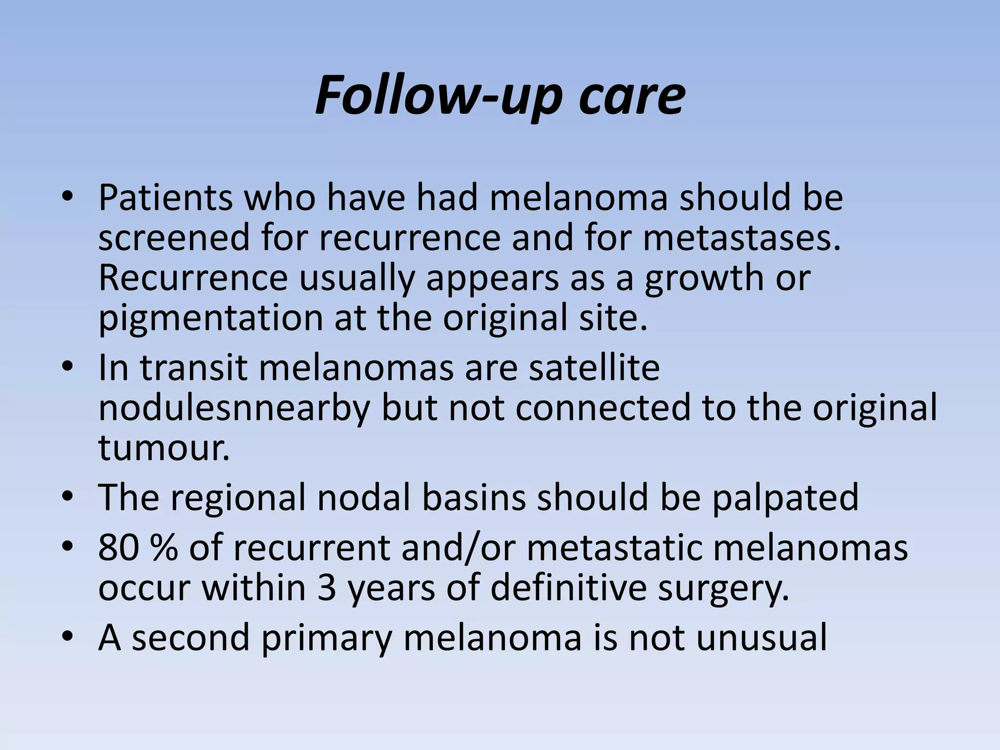 Follow-up care
• Patients who have had melanoma should be
screened for recurrence and for metastases.
Recurrence usually appears as a growth or
pigmentation at the original site.
• In transit melanomas are satellite
nodulesnnearby but not connected to the original
tumour.
• The regional nodal basins should be palpated
• 80 % of recurrent and/or metastatic melanomas
occur within 3 years of definitive surgery.
• A second primary melanoma is not unusual